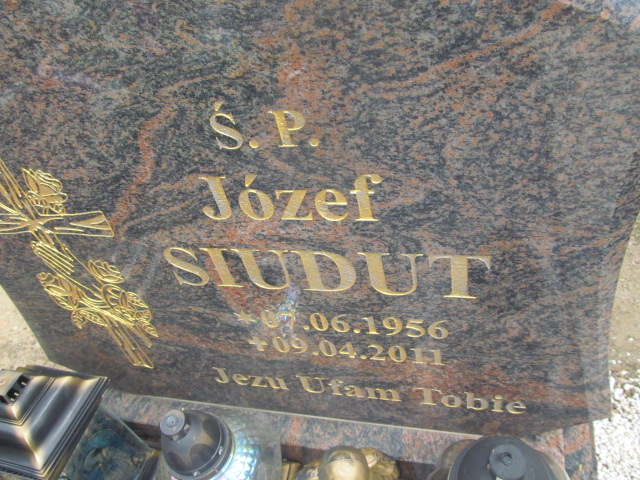 Ś. P.
Józef
SIUDUT
*07.06.1956
+09.04.2011
Jezu Ufam Tobie